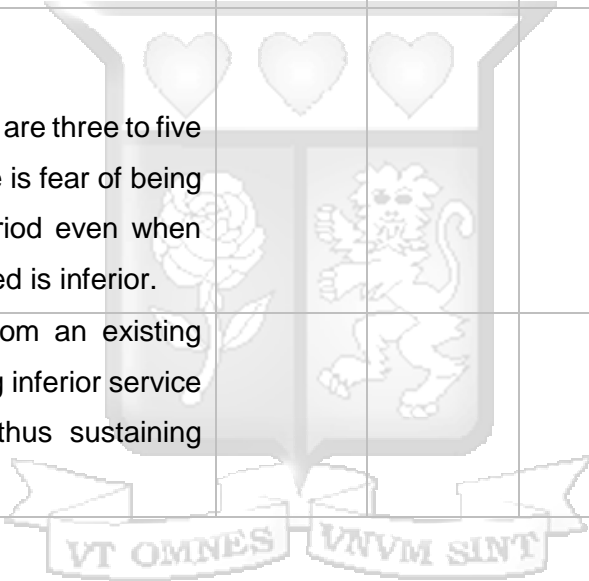 are three to five
is fear of being
riod even when
ed is inferior.
om an existing
g inferior service
thus sustaining
VT OMNES VNVM SINT